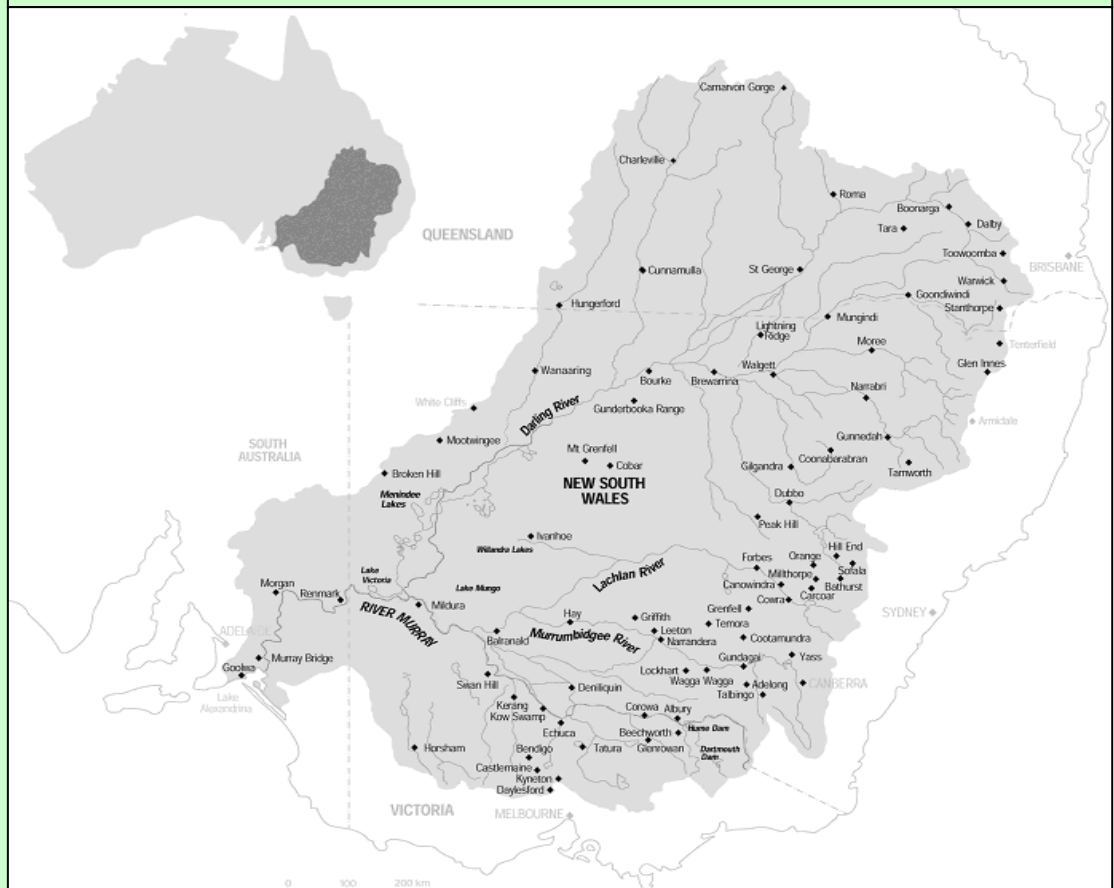 Carnarvon Gorge
Charleville
Roma
Boonarga
Tara
Dalby
QUEENSLAND
Toowoomba
BRISBANE
Cunnamulla
St George
Warwick
Goondiwindi
Hungerford
Stanthorpe
Mungindi
Lightning
Ridge
Moree
Tenterfield
Glen Innes
Walgett
Wanaaring
Bourke
Brewarrina
Narrabri
White Cliffs
Gunderbooka Range
Darling River
Armidale
Mootwingee
Gunnedah
SOUTH
AUSTRALIA
Mt Grenfell
Coonabarabran
Cobar
Gilgandra
Tamworth
Broken Hill
NEW SOUTH
WALES
Menindee
Lakes
Dubbo
Peak Hill
Ivanhoe
Willandra Lakes
Hill End
Forbes
Orange
Sofala
Lake
Victoria
Lachlan River
Millthorpe
Morgan
Lake Mungo
Canowindra
Bathurst
Renmark
Carcoar
Cowra
Mildura
RIVER MURRAY
Grenfell
SYDNEY
Hay
Griffith
Temora
ADELAIDE
Balranald
Murrumbidgee River
Leeton
Narrandera
Cootamundra
Murray Bridge
Gundagai
Yass
Goolwa
Lockhart
Wagga Wagga
Swan Hill
Deniliquin
Adelong
CANBERRA
Talbingo
Lake
Alexandrina
Kerang
Kow Swamp
Corowa
Albury
Echuca
Beechworth
Hume Dam
Horsham
Bendigo
Tatura
Glenrowan
Dartmouth
Dam
Castlemaine
Kyneton
Daylesford
VICTORIA
MELBOURNE
0 100 200 km